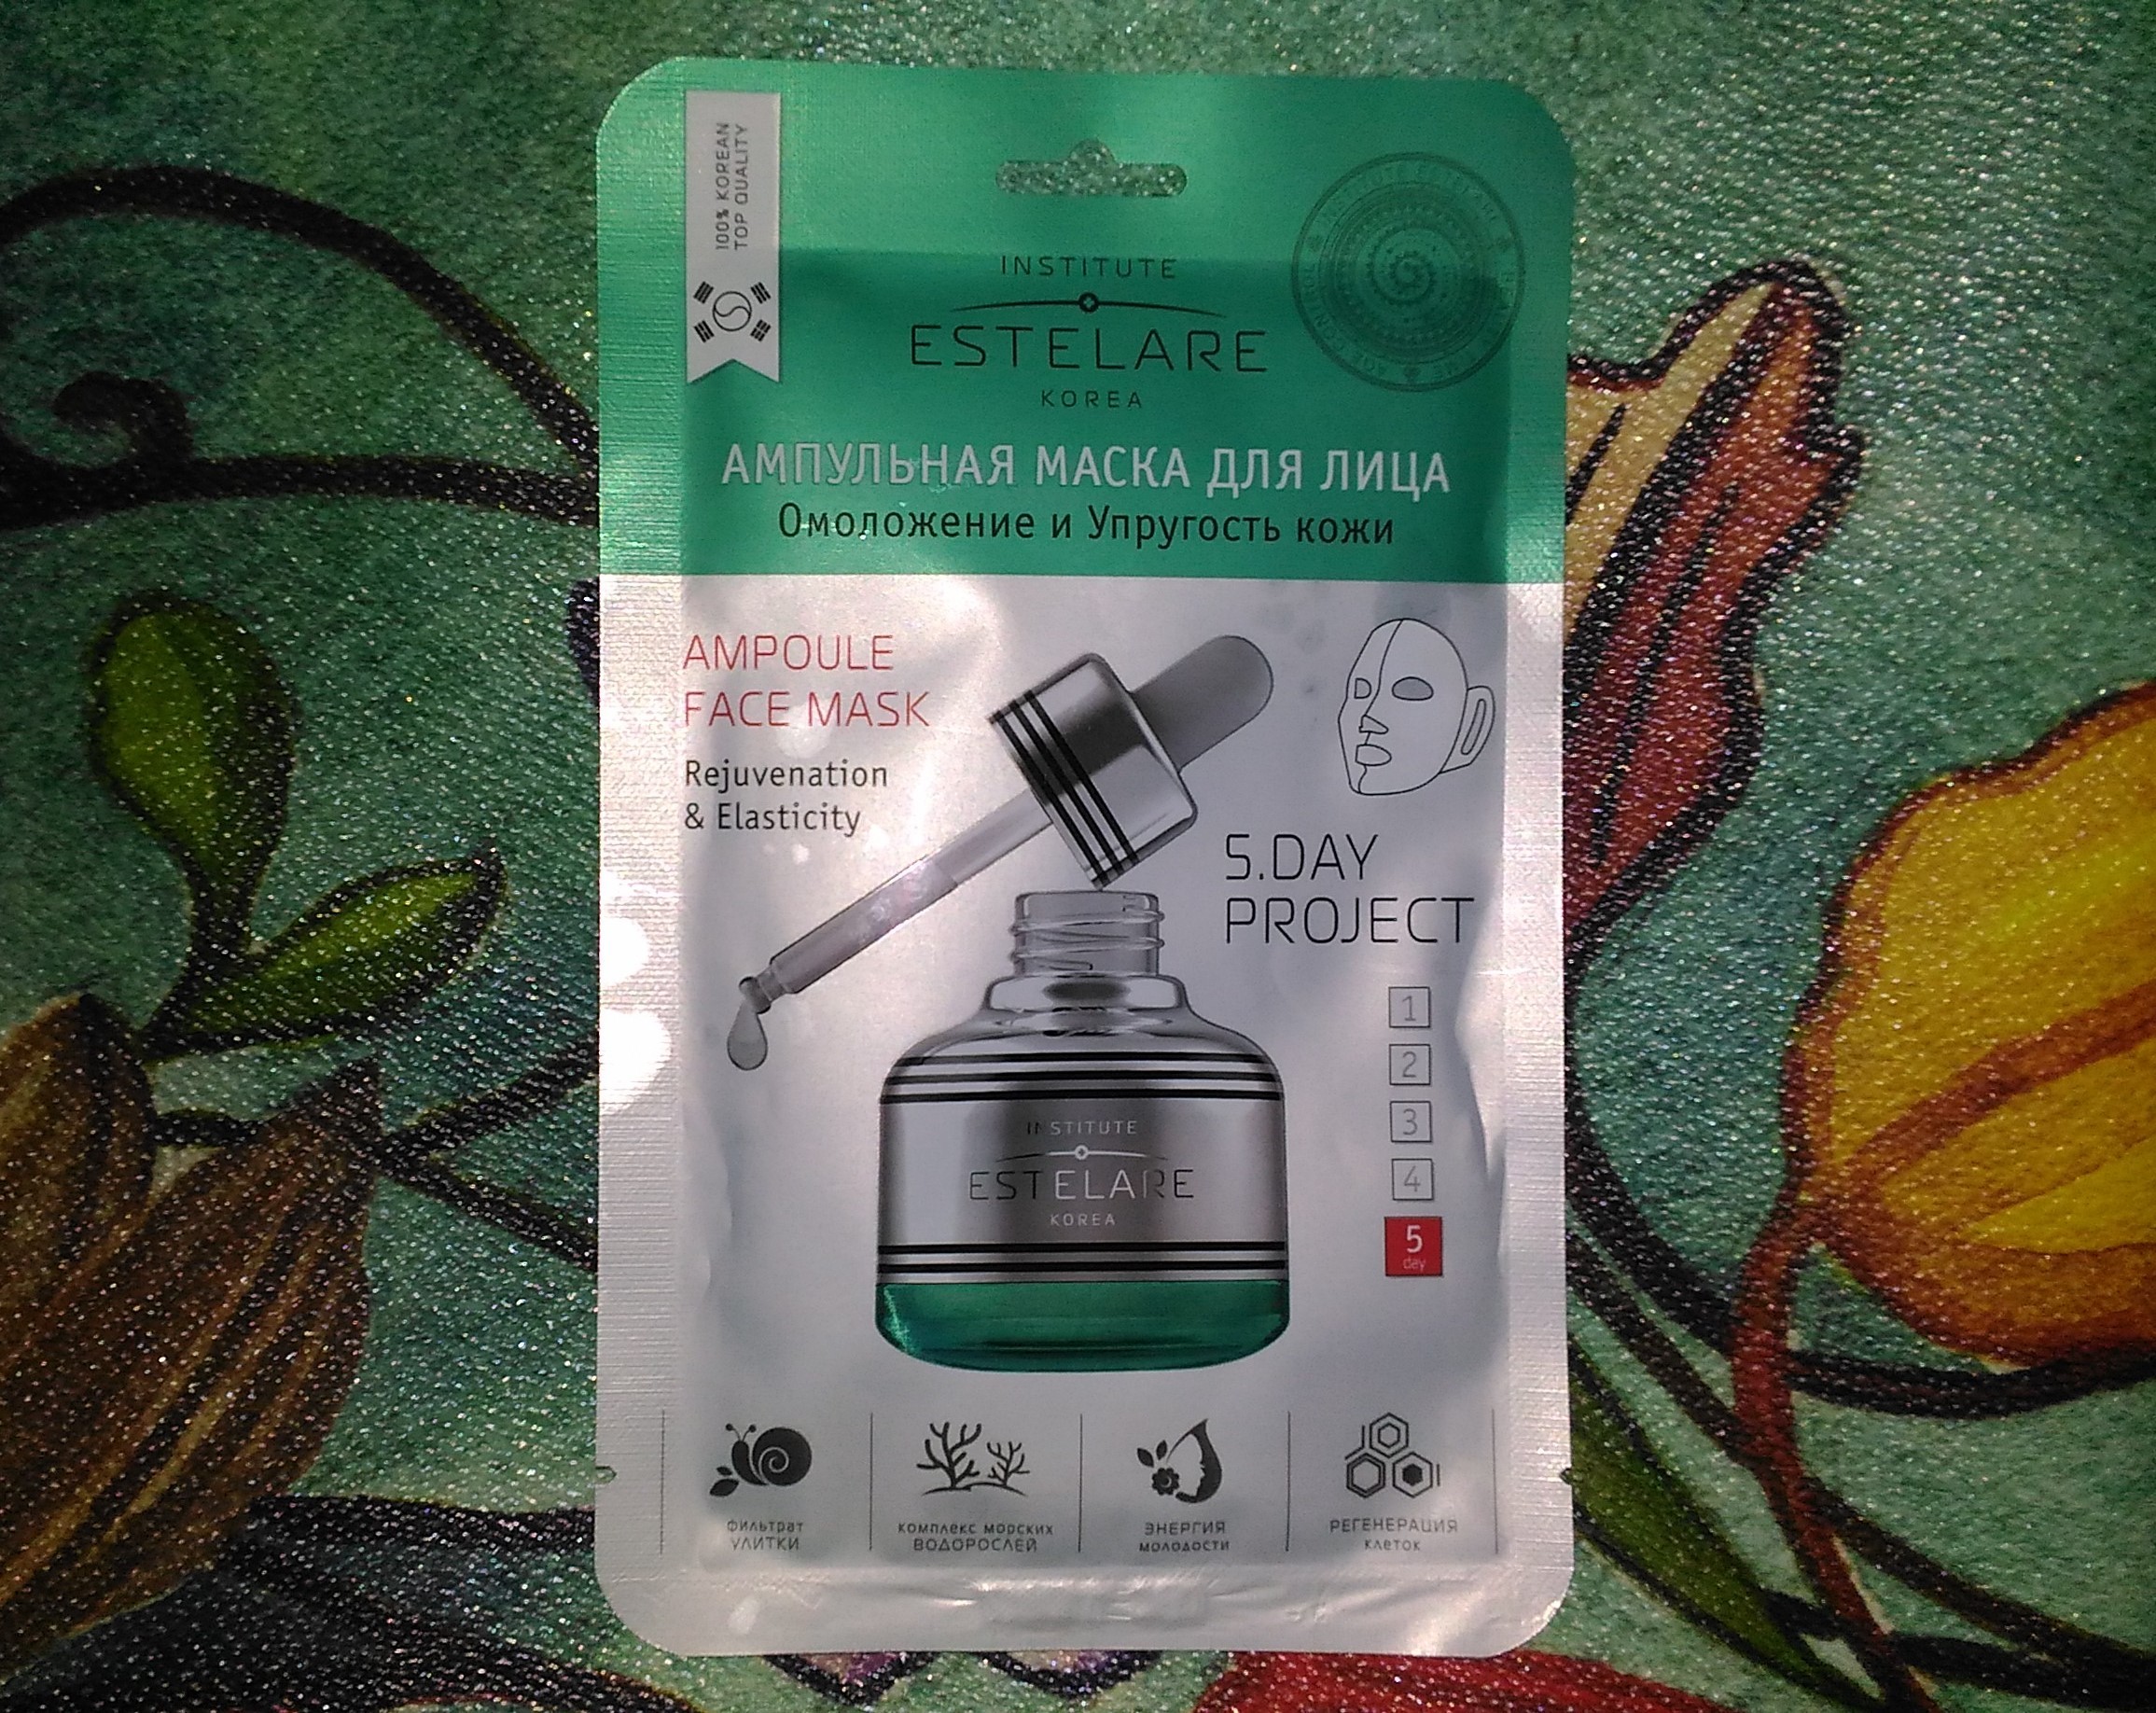 100% KOREAN
TOP QUALITY
INSTITUTE
ESTELARE
KOREA
АМПУЛЬНАЯ МАСКА ДЛЯ ЛИЦА
Омоложение и Упругость кожи
AMPOULE
FACE MASK
Rejuvenation
& Elasticity
5.DAY
PROJECT
1
2
3
4
5
day
INSTITUTE
ESTELARE
KOREA
ФИЛЬТРАТ
УЛИТКИ
КОМПЛЕКС МОРСКИХ
ВОДОРОСЛЕЙ
ЭНЕРГИЯ
МОЛОДОСТИ
РЕГЕНЕРАЦИЯ
КЛЕТОК